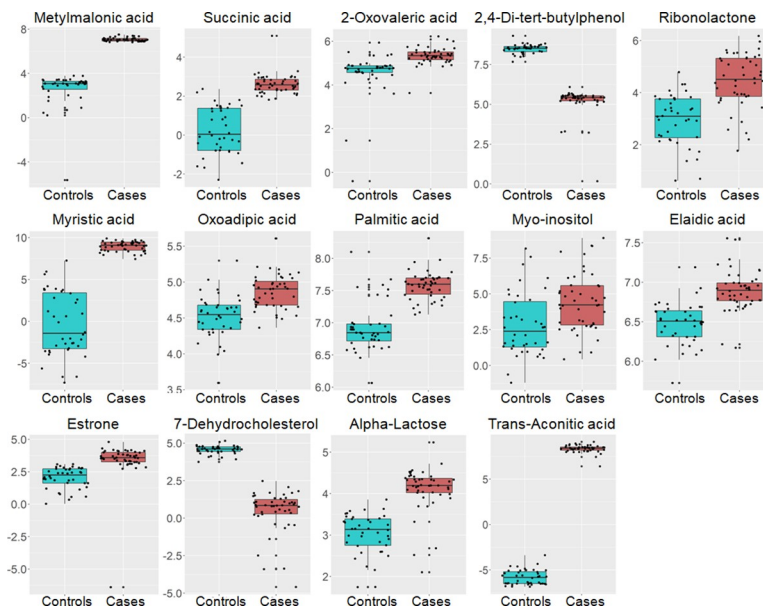 Metylmalonic acid
Succinic acid
2-Oxovaleric acid
2,4-Di-tert-butylphenol
Ribonolactone
8
4
0
-4
Controls Cases
4
2
0
-2
Controls Cases
6
4
2
0
Controls Cases
7.5
5.0
2.5
0.0
Controls Cases
6
4
2
Controls Cases
Myristic acid
Oxoadipic acid
Palmitic acid
Myo-inositol
Elaidic acid
10
5
0
-5
Controls Cases
5.5
5.0
4.5
4.0
3.5
Controls Cases
8.0
7.5
7.0
6.5
6.0
Controls Cases
7.5
5.0
2.5
0.0
Controls Cases
7.5
7.0
6.5
6.0
Controls Cases
Estrone
7-Dehydrocholesterol
Alpha-Lactose
Trans-Aconitic acid
5.0
2.5
0.0
-2.5
-5.0
Controls Cases
5.0
2.5
0.0
-2.5
-5.0
Controls Cases
5
4
3
2
Controls Cases
5
0
-5
Controls Cases